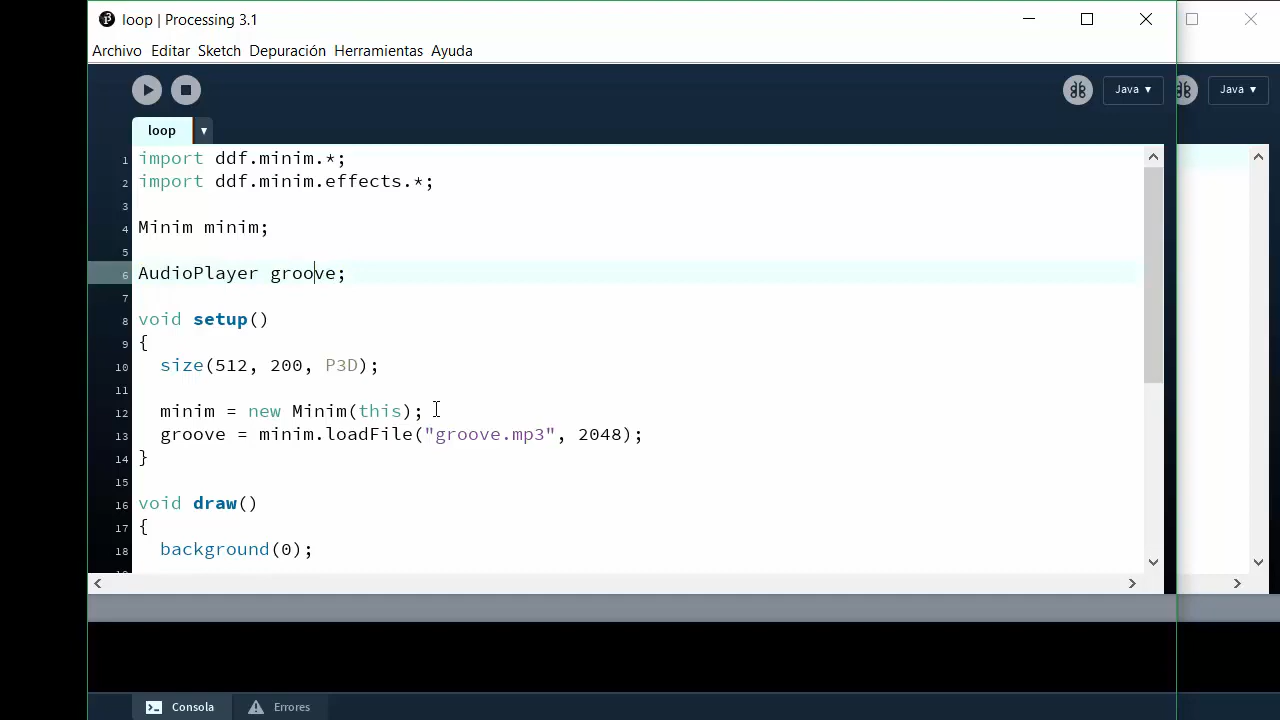 loop | Processing 3.1
Archivo Editar Sketch Depuración Herramientas Ayuda
Java ▾ Java ▾
loop ▾
1 import ddf.minim.*;
2 import ddf.minim.effects.*;
3
4 Minim minim;
5
6 AudioPlayer groove;
7
8 void setup()
9 {
10 size(512, 200, P3D);
11
12 minim = new Minim(this);
13 groove = minim.loadFile("groove.mp3", 2048);
14 }
15
16 void draw()
17 {
18 background(0);
Consola Errores